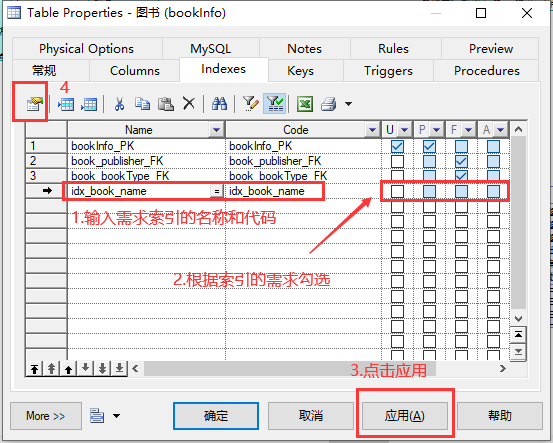 Table Properties - 图书 (bookInfo)
Physical Options MySQL Notes Rules Preview
常规 Columns Indexes Keys Triggers Procedures
4
Name Code U P F A
1 bookInfo_PK bookInfo_PK
2 book_publisher_FK book_publisher_FK
3 book_bookType_FK book_bookType_FK
idx_book_name = idx_book_name
1.输入需求索引的名称和代码
2.根据索引的需求勾选
3.点击应用
More >> 确定 取消 应用(A) 帮助